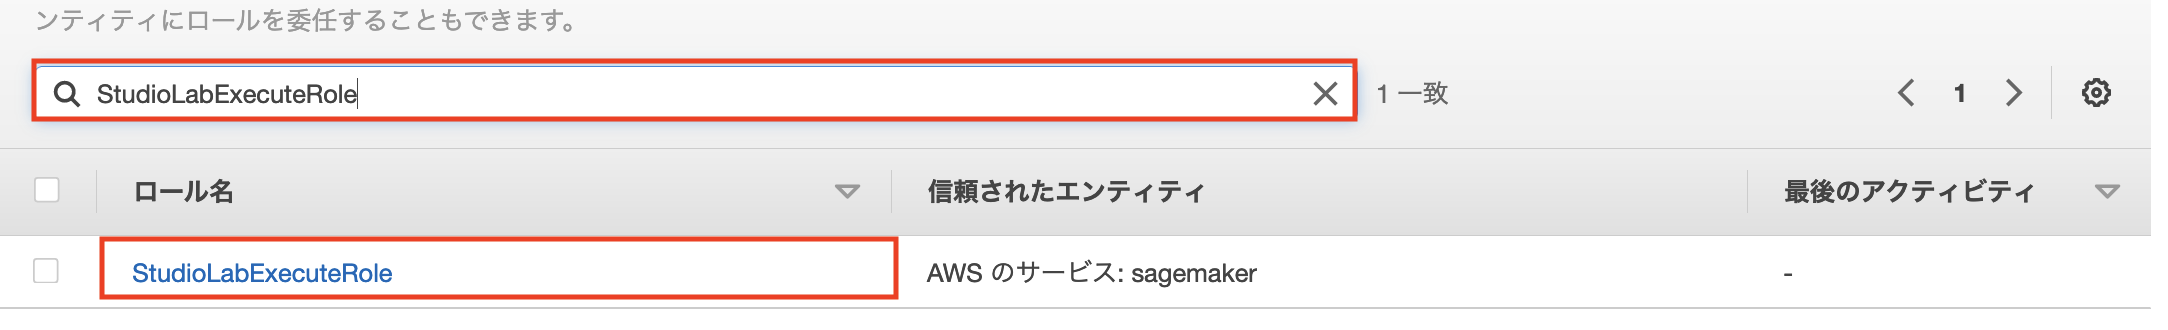 ンティティにロールを委任することもできます。
StudioLabExecuteRole 1 一致 1
ロール名 信頼されたエンティティ 最後のアクティビティ
StudioLabExecuteRole AWS のサービス: sagemaker -